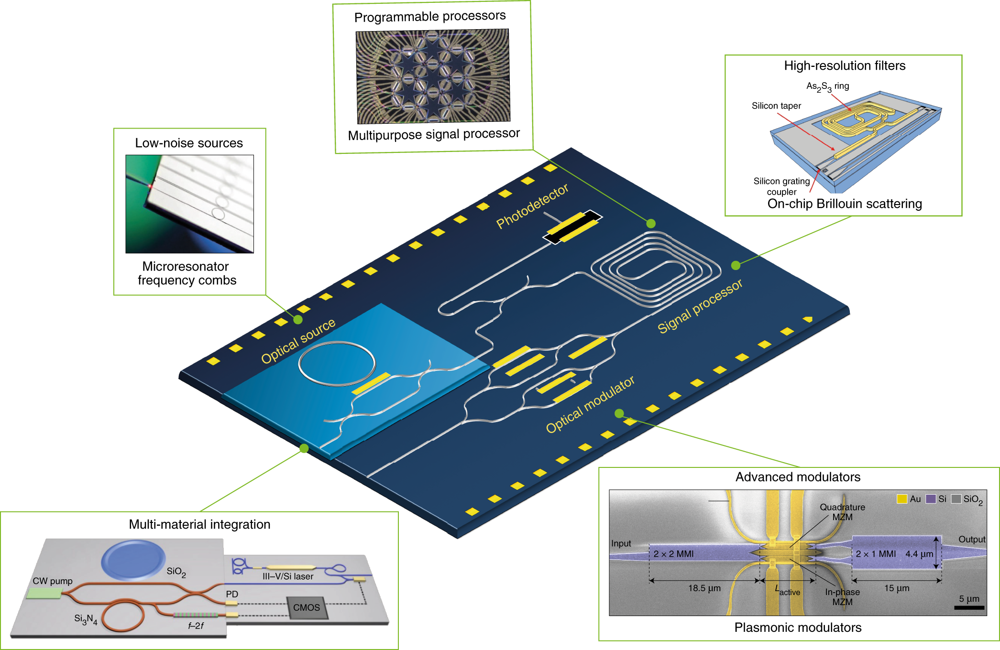 Programmable processors
Multipurpose signal processor
High-resolution filters
As2S3 ring
Silicon taper
Silicon grating
coupler
On-chip Brillouin scattering
Low-noise sources
Microresonator
frequency combs
Photodetector
Optical source
Signal processor
Optical modulator
Multi-material integration
SiO2
CW pump
III–V/Si laser
PD
CMOS
Si3N4
f–2f
Advanced modulators
Au
Si
SiO2
Quadrature
MZM
Input
Output
2 × 2 MMI
2 × 1 MMI
4.4 µm
18.5 µm
Lactive
In-phase
MZM
15 µm
5 µm
Plasmonic modulators